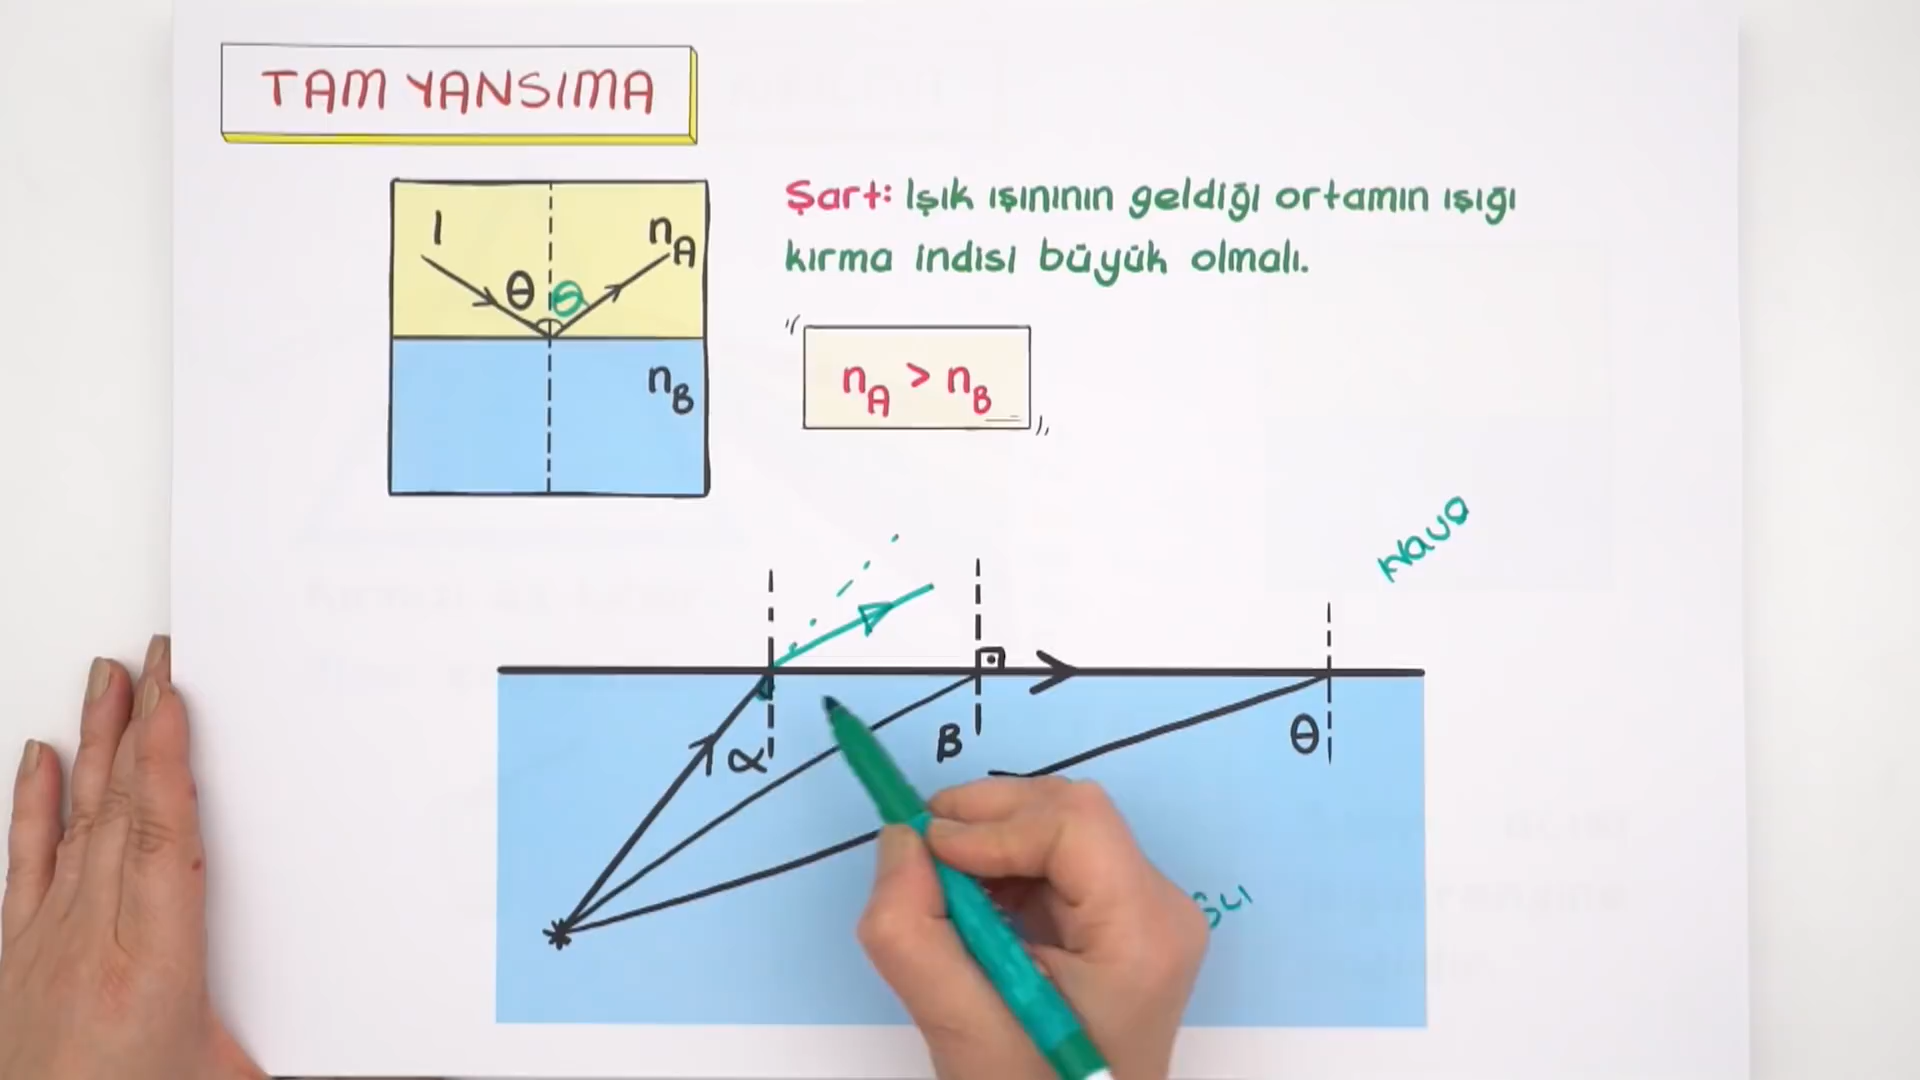 TAM YANSIMA
Şart: Işık ışınının geldiği ortamın ışığı
kırma indisi büyük olmalı.
I
θ
θ
nA
nB
nA > nB
Hava
α
β
θ